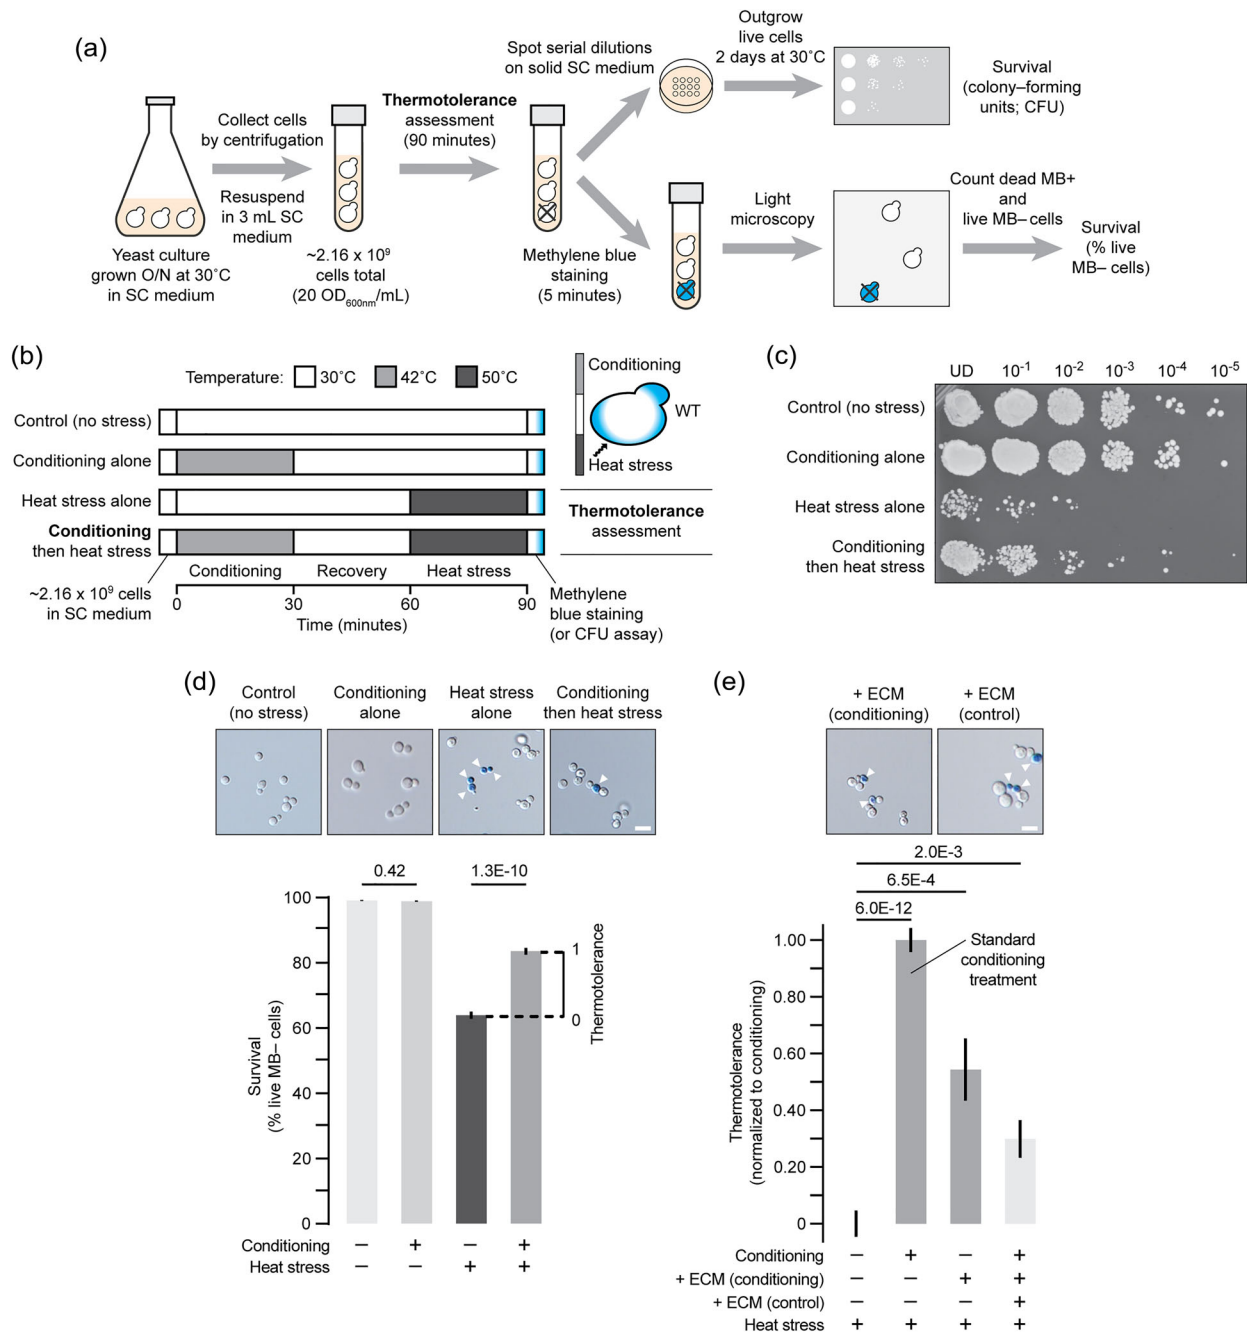 (a)
Collect cells
by centrifugation
Resuspend
in 3 mL SC
medium
Yeast culture
grown O/N at 30˚C
in SC medium
~2.16 x 10⁹
cells total
(20 OD₆₀₀ₙₘ/mL)
Thermotolerance
assessment
(90 minutes)
Spot serial dilutions
on solid SC medium
Outgrow
live cells
2 days at 30˚C
Survival
(colony–forming
units; CFU)
Methylene blue
staining
(5 minutes)
Light
microscopy
Count dead MB+
and
live MB– cells
Survival
(% live
MB– cells)
(b)
Temperature: 30˚C 42˚C 50˚C
Control (no stress)
Conditioning alone
Heat stress alone
Conditioning
then heat stress
~2.16 x 10⁹ cells
in SC medium
Conditioning Recovery Heat stress
0 30 60 90
Time (minutes)
Methylene
blue staining
(or CFU assay)
Conditioning
WT
Heat stress
Thermotolerance
assessment
(c)
UD 10⁻¹ 10⁻² 10⁻³ 10⁻⁴ 10⁻⁵
Control (no stress)
Conditioning alone
Heat stress alone
Conditioning
then heat stress
(d)
Control
(no stress)
Conditioning
alone
Heat stress
alone
Conditioning
then heat stress
0.42
1.3E-10
100
80
60
40
20
0
Survival
(% live MB– cells)
1
0
Thermotolerance
Conditioning – + – +
Heat stress – – + +
(e)
+ ECM
(conditioning)
+ ECM
(control)
2.0E-3
6.5E-4
6.0E-12
Standard
conditioning
treatment
1.00
1.00
0.60
0.40
0.20
0
Thermotolerance
(normalized to conditioning)
Conditioning – + – +
+ ECM (conditioning) – – + +
+ ECM (control) – – – +
Heat stress + + + +